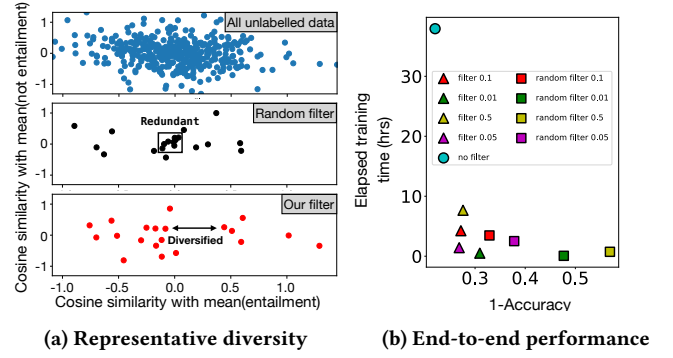 All unlabelled data
1
0
-1
Random filter
Redundant
1
0
-1
Our filter
Diversified
1
0
-1
-1.0 -0.5 0.0 0.5 1.0
Cosine similarity with mean(not entailment)
Cosine similarity with mean(entailment)
(a) Representative diversity
Elapsed training
time (hrs)
30
20
10
0
filter 0.1 random filter 0.1
filter 0.01 random filter 0.01
filter 0.5 random filter 0.5
filter 0.05 random filter 0.05
no filter
0.3 0.4 0.5
1-Accuracy
(b) End-to-end performance